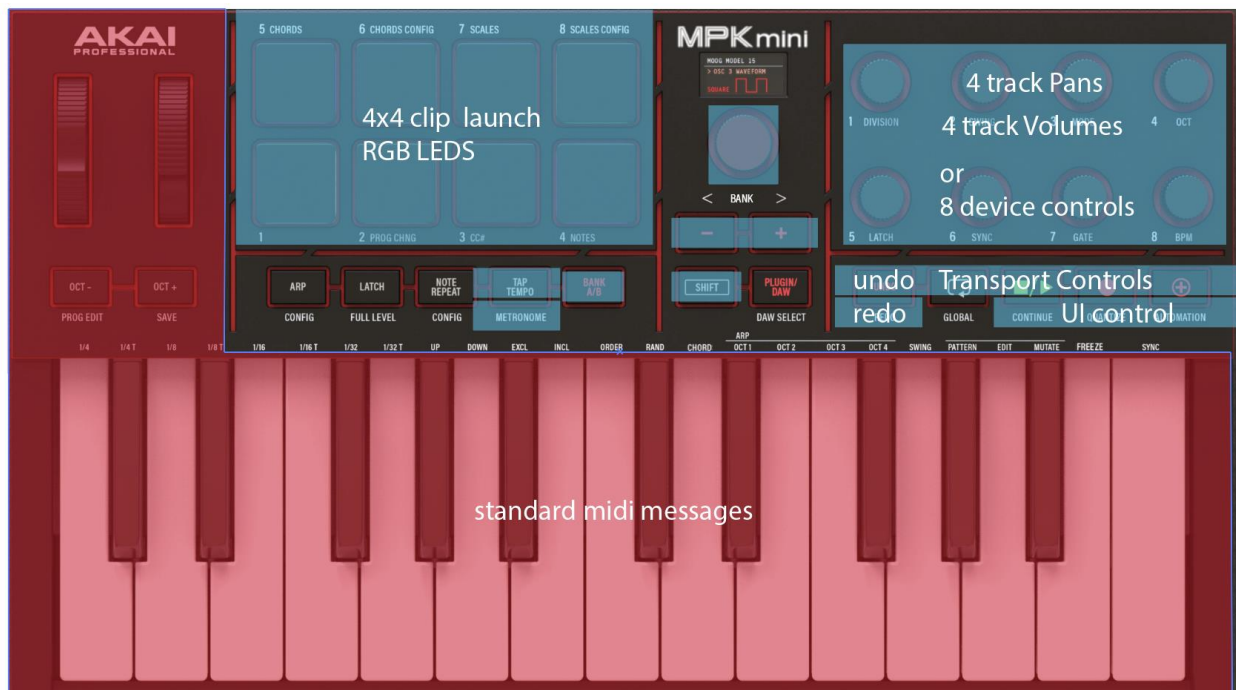 AKAI
PROFESSIONAL
5 CHORDS 6 CHORDS CONFIG 7 SCALES 8 SCALES CONFIG
4x4 clip launch
RGB LEDS
1 2 PROG CHNG 3 CC# 4 NOTES
MPKmini
MOOG MODEL 15
> OSC 3 WAVEFORM
SQUARE
< BANK >
- +
4 track Pans
1 DIVISION 2 3 4 OCT
4 track Volumes
or
8 device controls
5 LATCH 6 SYNC 7 GATE 8 BPM
OCT - OCT +
PROG EDIT SAVE
ARP LATCH NOTE REPEAT TAP TEMPO BANK A/B
CONFIG FULL LEVEL CONFIG METRONOME
SHIFT PLUGIN/DAW
DAW SELECT
undo Transport Controls
redo GLOBAL CONTINUE UI control
AUTOMATION
ARP
1/4 1/4 T 1/8 1/8 T 1/16 1/16 T 1/32 1/32 T UP DOWN EXCL INCL ORDER RAND CHORD OCT 1 OCT 2 OCT 3 OCT 4 SWING PATTERN EDIT MUTATE FREEZE SYNC
standard midi messages